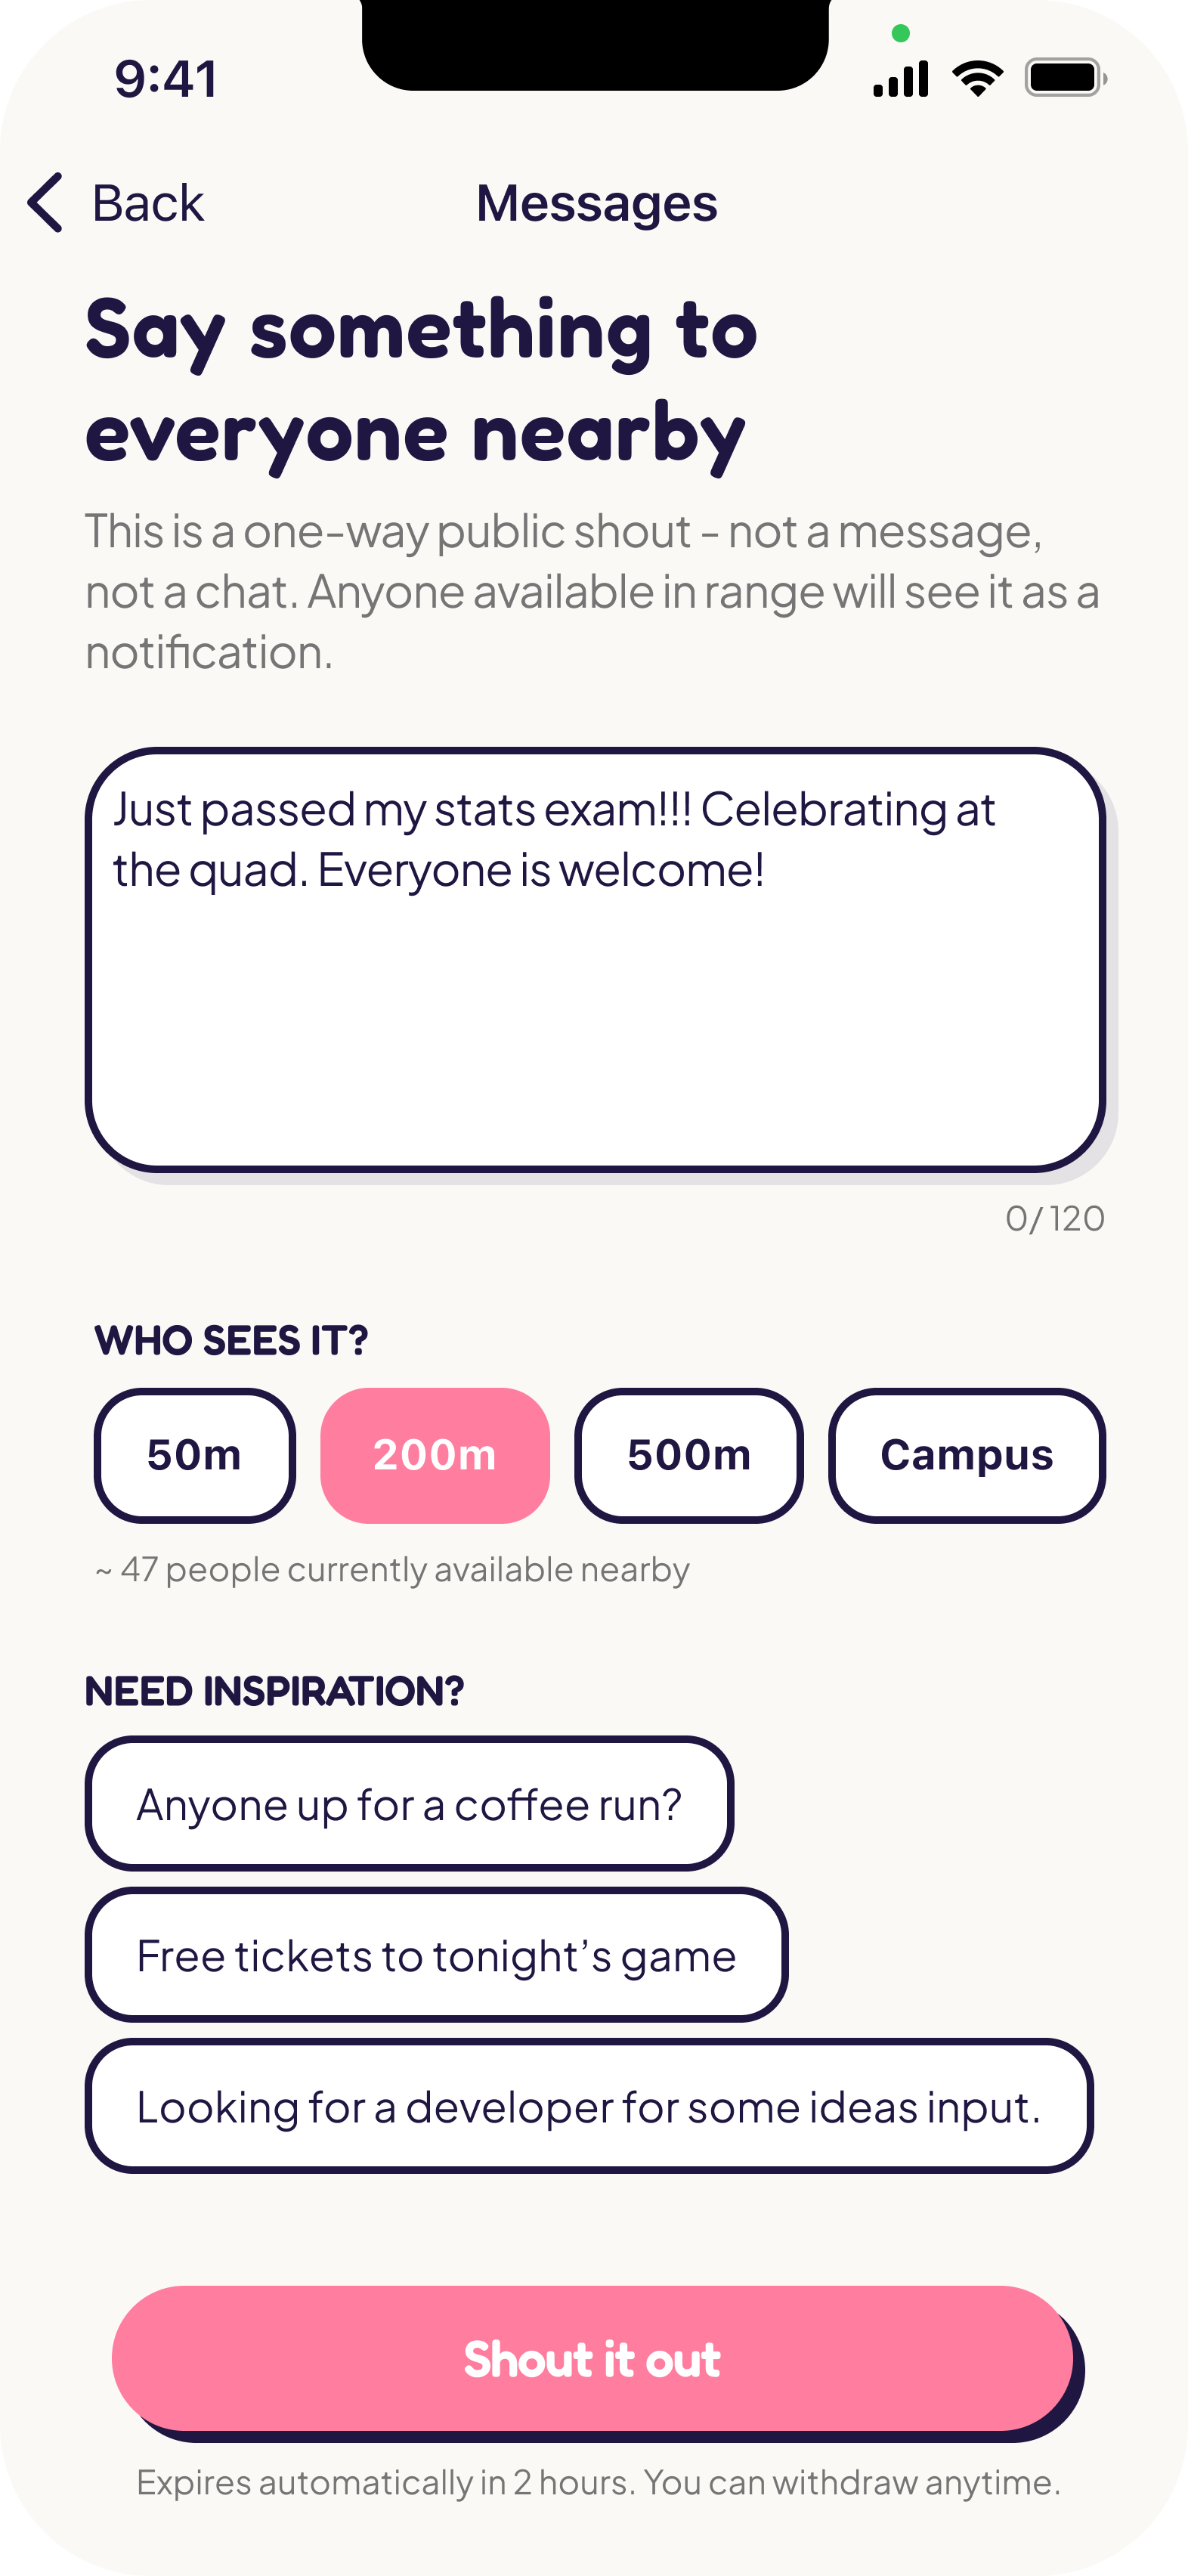 9:41
Back
Messages
Say something to
everyone nearby
This is a one-way public shout - not a message,
not a chat. Anyone available in range will see it as a
notification.
Just passed my stats exam!!! Celebrating at
the quad. Everyone is welcome!
0/ 120
WHO SEES IT?
50m
200m
500m
Campus
~ 47 people currently available nearby
NEED INSPIRATION?
Anyone up for a coffee run?
Free tickets to tonight’s game
Looking for a developer for some ideas input.
Shout it out
Expires automatically in 2 hours. You can withdraw anytime.